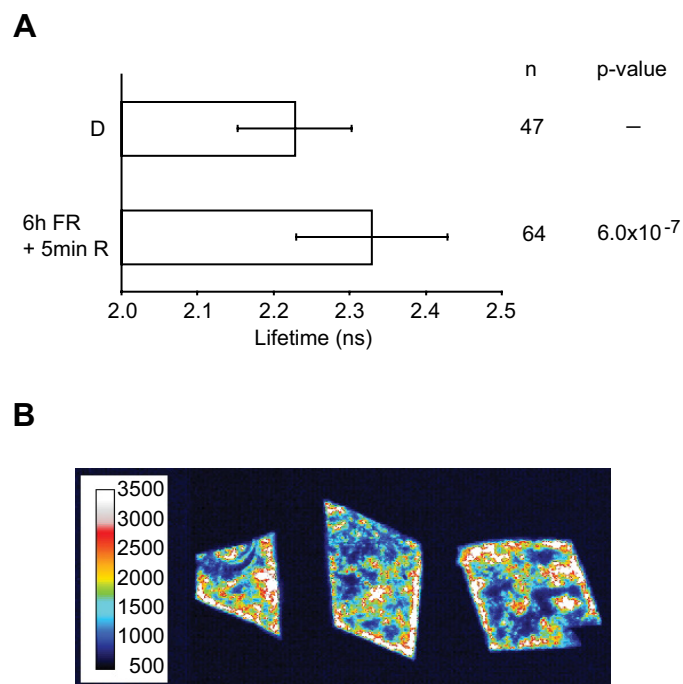 A
n p-value
D 47 –
6h FR
+ 5min R 64 6.0x10 -7
2.0 2.1 2.2 2.3 2.4 2.5
Lifetime (ns)
B
3500
3000
2500
2000
1500
1000
500